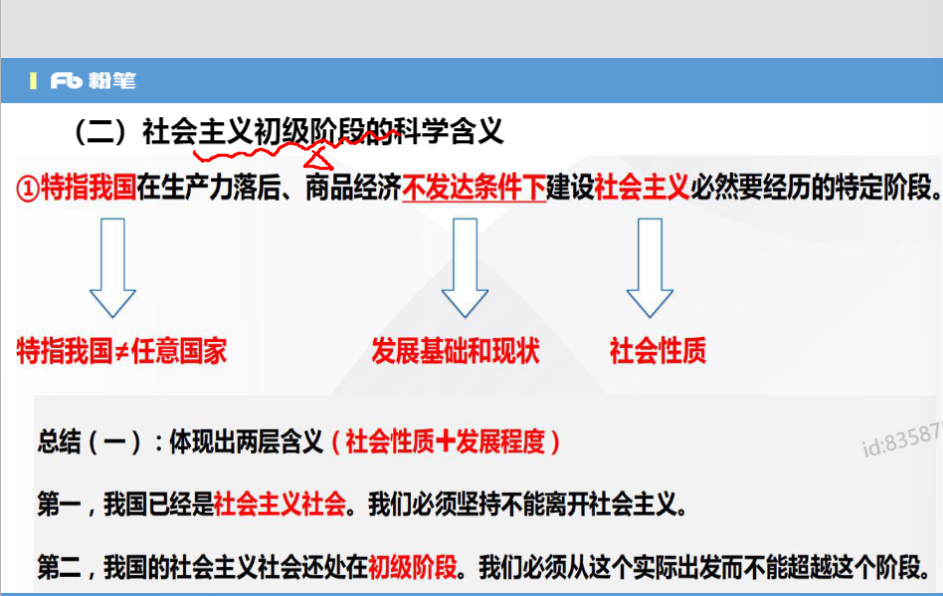 Fb 粉笔
（二）社会主义初级阶段的科学含义
①特指我国在生产力落后、商品经济不发达条件下建设社会主义必然要经历的特定阶段。
特指我国≠任意国家 发展基础和现状 社会性质
总结（一）：体现出两层含义（社会性质+发展程度）
id:83587
第一，我国已经是社会主义社会。我们必须坚持不能离开社会主义。
第二，我国的社会主义社会还处在初级阶段。我们必须从这个实际出发而不能超越这个阶段。